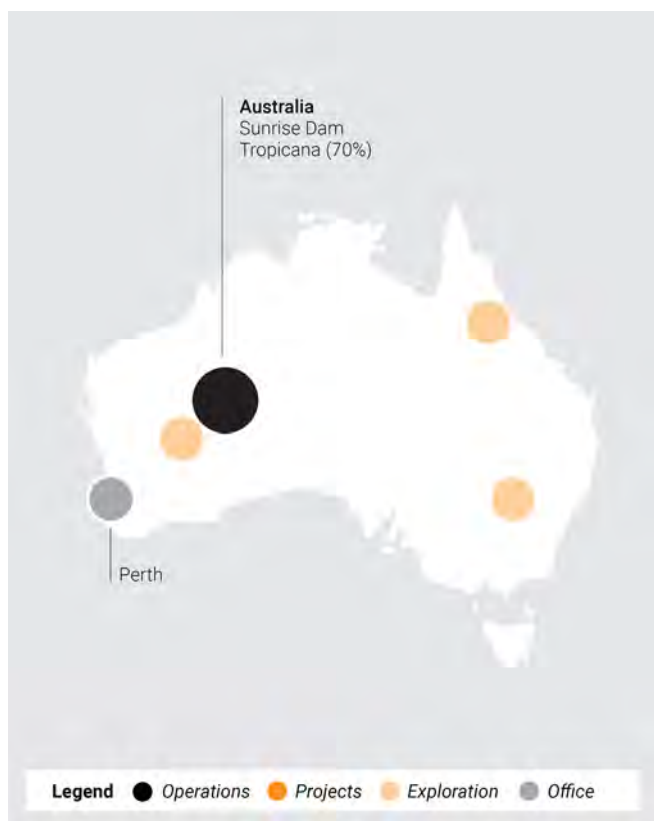 Australia
Sunrise Dam
Tropicana (70%)
Perth
Legend Operations Projects Exploration Office